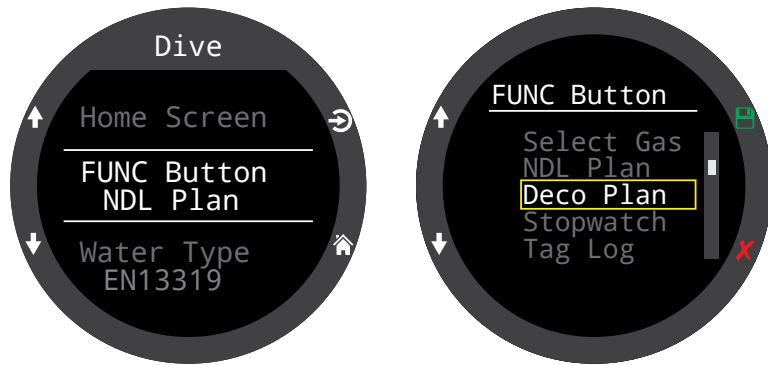 Dive
Home Screen
FUNC Button
NDL Plan
Water Type
EN13319
FUNC Button
Select Gas
NDL Plan
Deco Plan
Stopwatch
Tag Log